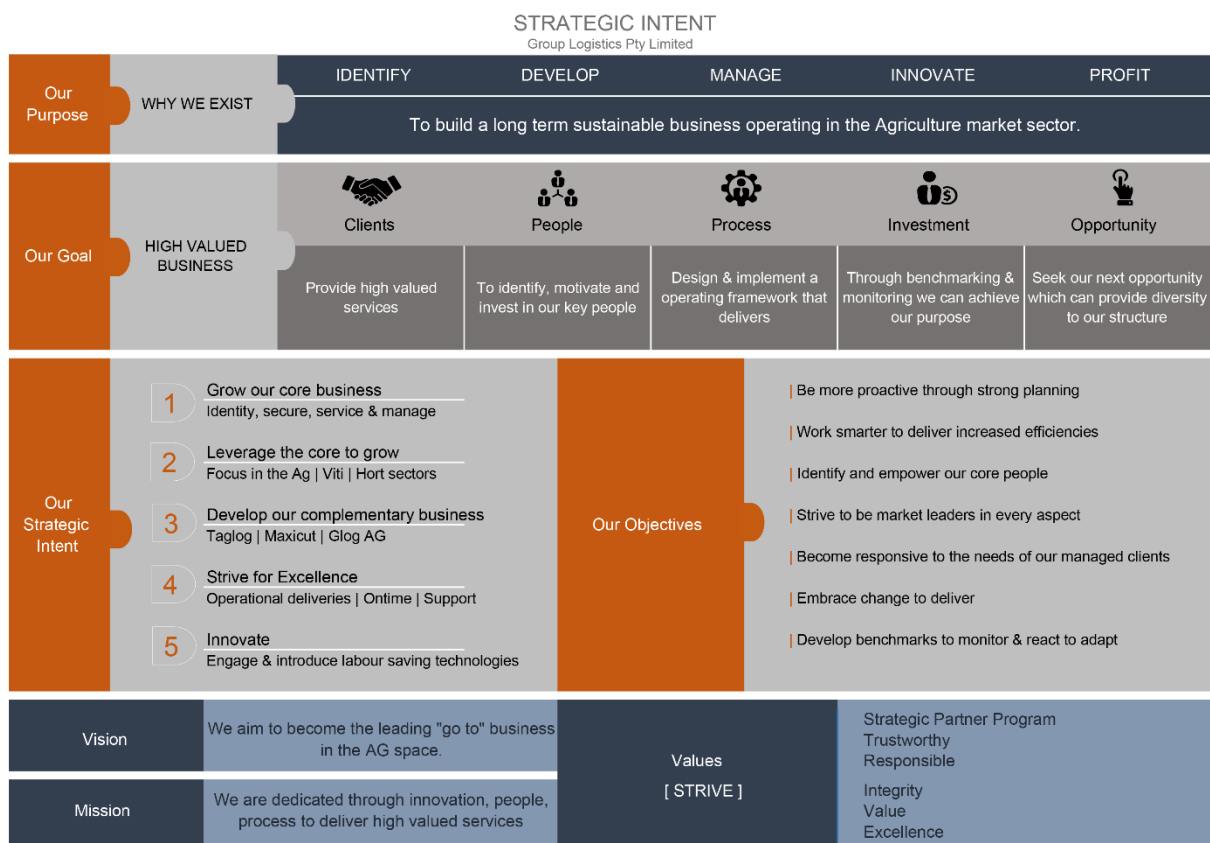 STRATEGIC INTENT
Group Logistics Pty Limited
Our
Purpose
WHY WE EXIST
IDENTIFY
DEVELOP
MANAGE
INNOVATE
PROFIT
To build a long term sustainable business operating in the Agriculture market sector.
Our Goal
HIGH VALUED
BUSINESS
Clients
People
Process
Investment
Opportunity
Provide high valued
services
To identify, motivate and
invest in our key people
Design & implement a
operating framework that
delivers
Through benchmarking &
monitoring we can achieve
our purpose
Seek our next opportunity
which can provide diversity
to our structure
Our
Strategic
Intent
1
Grow our core business
Identity, secure, service & manage
2
Leverage the core to grow
Focus in the Ag | Viti | Hort sectors
3
Develop our complementary business
Taglog | Maxicut | Glog AG
4
Strive for Excellence
Operational deliveries | Ontime | Support
5
Innovate
Engage & introduce labour saving technologies
Our Objectives
| Be more proactive through strong planning
| Work smarter to deliver increased efficiencies
| Identify and empower our core people
| Strive to be market leaders in every aspect
| Become responsive to the needs of our managed clients
| Embrace change to deliver
| Develop benchmarks to monitor & react to adapt
Vision
We aim to become the leading "go to" business
in the AG space.
Mission
We are dedicated through innovation, people,
process to deliver high valued services
Values
[ STRIVE ]
Strategic Partner Program
Trustworthy
Responsible
Integrity
Value
Excellence